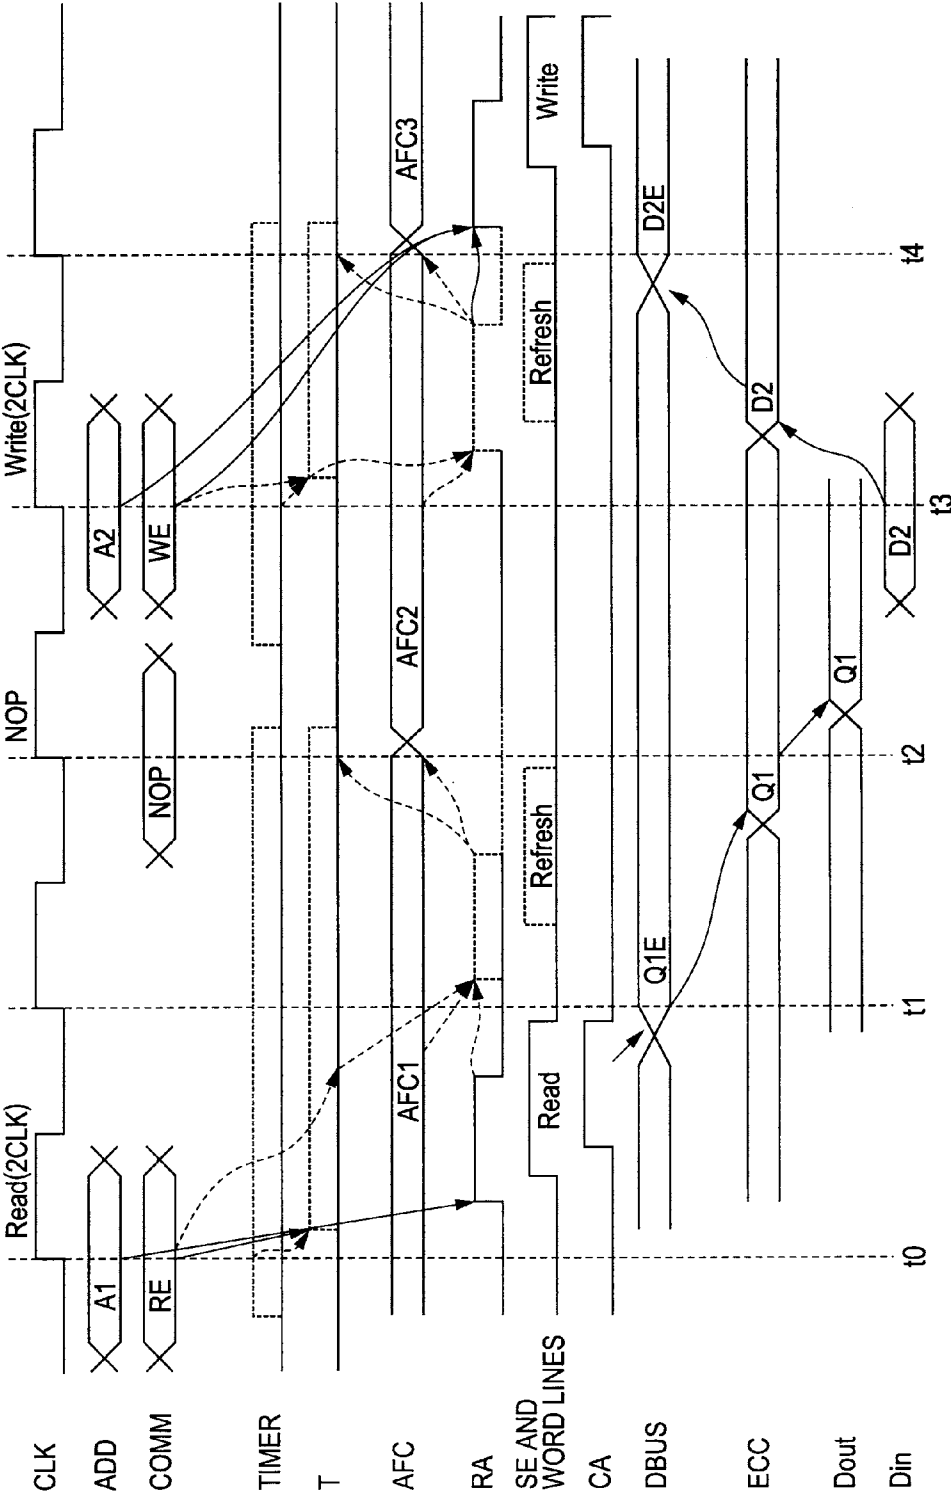 Read(2CLK) NOP Write(2CLK)
CLK
ADD A1 A2
COMM RE NOP WE
TIMER
T
AFC AFC1 AFC2 AFC3
RA
SE AND
WORD LINES Read Refresh Refresh Write
CA
DBUS Q1E D2E
ECC Q1 D2
Dout Q1
Din D2
t0 t1 t2 t3 t4